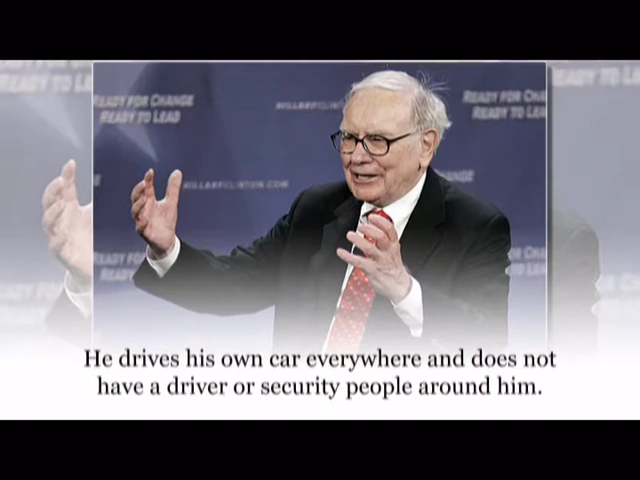 READY FOR CHANGE
READY TO LEAD
HILLARYCLINTON.COM
READY FOR CHANGE
READY TO LEAD
HILLARYCLINTON.COM
He drives his own car everywhere and does not
have a driver or security people around him.